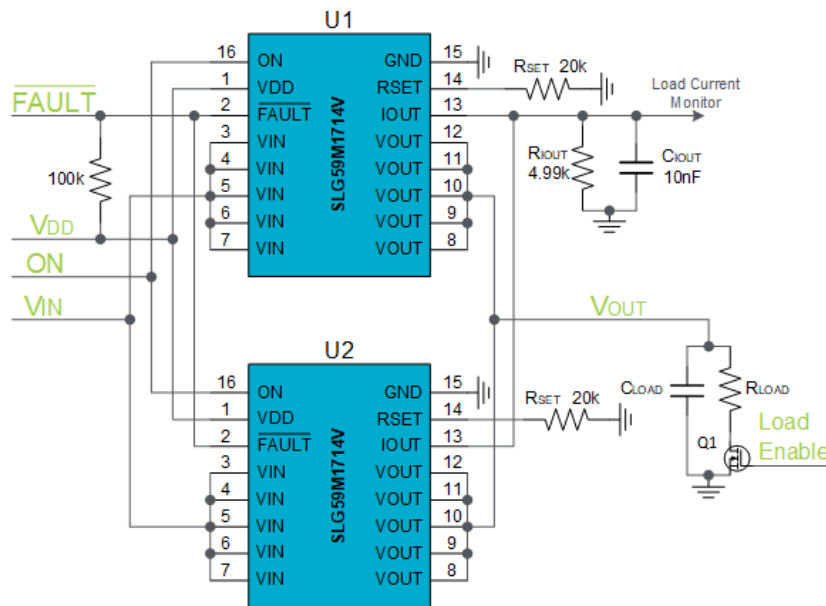 U1
16 ON GND 15
1 VDD RSET 14
2 FAULT IOUT 13
3 VIN VOUT 12
4 VIN VOUT 11
5 VIN VOUT 10
6 VIN VOUT 9
7 VIN VOUT 8
SLG59M1714V
RSET 20k
Load Current
Monitor
RIOUT
4.99k
CIOUT
10nF
FAULT
100k
VDD
ON
VIN
VOUT
U2
16 ON GND 15
1 VDD RSET 14
2 FAULT IOUT 13
3 VIN VOUT 12
4 VIN VOUT 11
5 VIN VOUT 10
6 VIN VOUT 9
7 VIN VOUT 8
SLG59M1714V
RSET 20k
CLOAD
RLOAD
Q1
Load
Enable